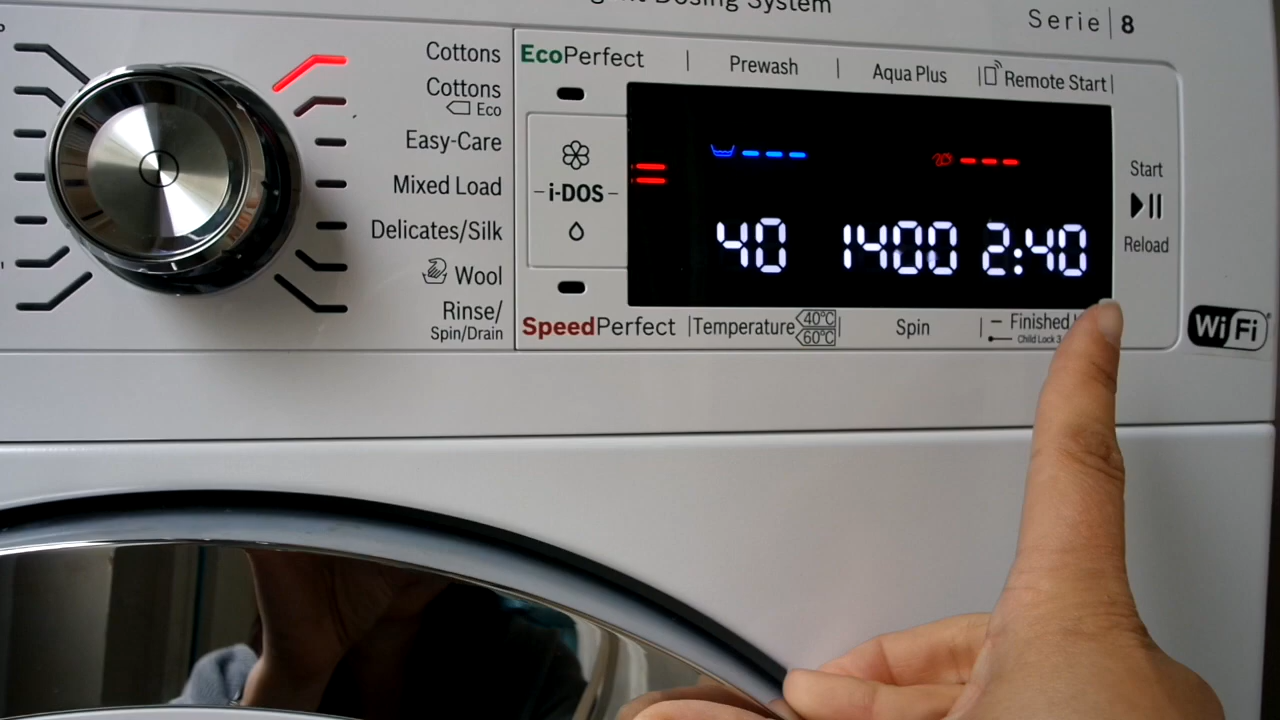 Dosing System
Serie 8
Cottons
Cottons
Eco
Easy-Care
Mixed Load
Delicates/Silk
Wool
Rinse/
Spin/Drain
EcoPerfect
Prewash
Aqua Plus
Remote Start
i-DOS
40
1400
2:40
SpeedPerfect
Temperature
40°C
60°C
Spin
Finished
Child Lock 3
Start
Reload
WiFi